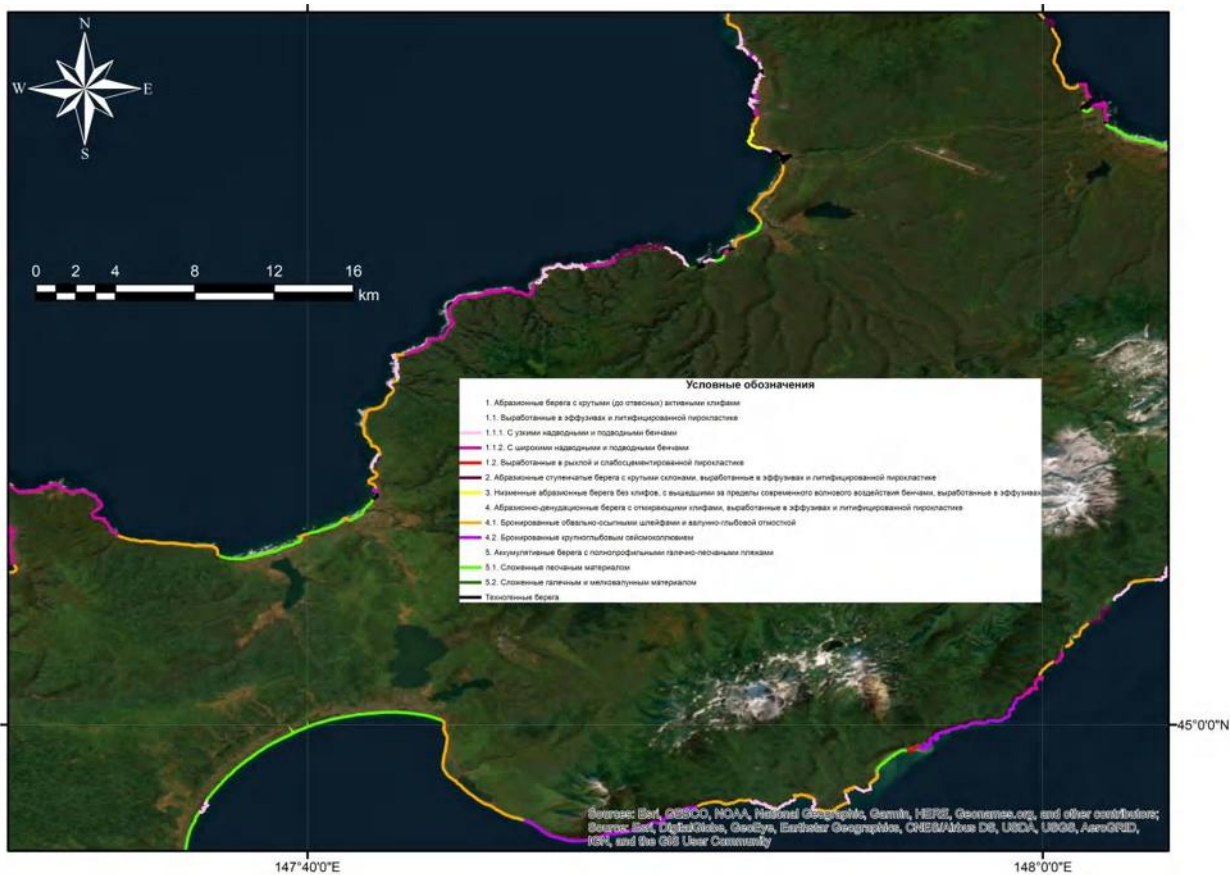 N
W E
S
0 2 4 8 12 16
km
Условные обозначения
1. Абразионные берега с крутыми (до отвесных) активными клифами
1.1. Выработанные в эффузивах и литифицированной пирокластике
1.1.1. С узкими надводными и подводными бенчами
1.1.2. С широкими надводными и подводными бенчами
1.2. Выработанные в рыхлой и слабосцементированной пирокластике
2. Абразионные ступенчатые берега с крутыми склонами, выработанные в эффузивах и литифицированной пирокластике
3. Низменные абразионные берега без клифов, с вышедшими за пределы современного волнового воздействия бенчами, выработанные в эффузивах
4. Абразионно-денудационные берега с отмирающими клифами, выработанные в эффузивах и литифицированной пирокластике
4.1. Бронированные обвально-осыпными шлейфами и валунно-глыбовой отмосткой
4.2. Бронированные крупноглыбовым сейсмоколлювием
5. Аккумулятивные берега с полнопрофильными галечно-песчаными пляжами
5.1. Сложенные песчаным материалом
5.2. Сложенные галечным и мелковалунным материалом
Техногенные берега
45°0'0"N
Sources: Esri, GEBCO, NOAA, National Geographic, Garmin, HERE, Geonames.org, and other contributors;
Source: Esri, DigitalGlobe, GeoEye, Earthstar Geographics, CNES/Airbus DS, USDA, USGS, AeroGRID,
IGN, and the GIS User Community
147°40'0"E 148°0'0"E